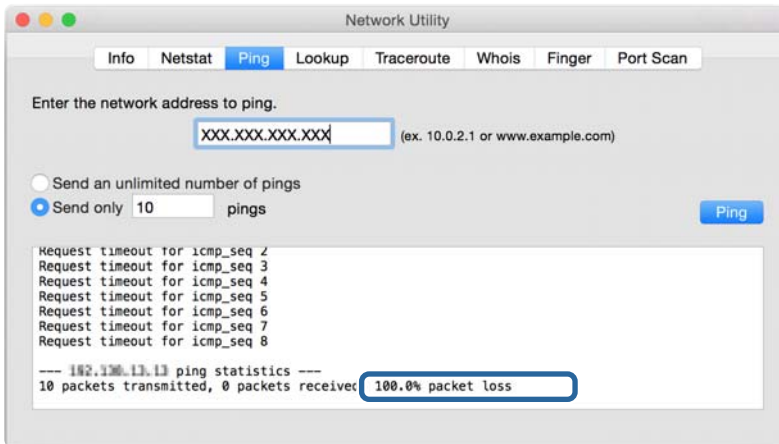 Network Utility
Info Netstat Ping Lookup Traceroute Whois Finger Port Scan
Enter the network address to ping.
XXX.XXX.XXX.XXX (ex. 10.0.2.1 or www.example.com)
Send an unlimited number of pings
Send only 10 pings
Ping
Request timeout for icmp_seq 2
Request timeout for icmp_seq 3
Request timeout for icmp_seq 4
Request timeout for icmp_seq 5
Request timeout for icmp_seq 6
Request timeout for icmp_seq 7
Request timeout for icmp_seq 8
--- ping statistics ---
10 packets transmitted, 0 packets received 100.0% packet loss